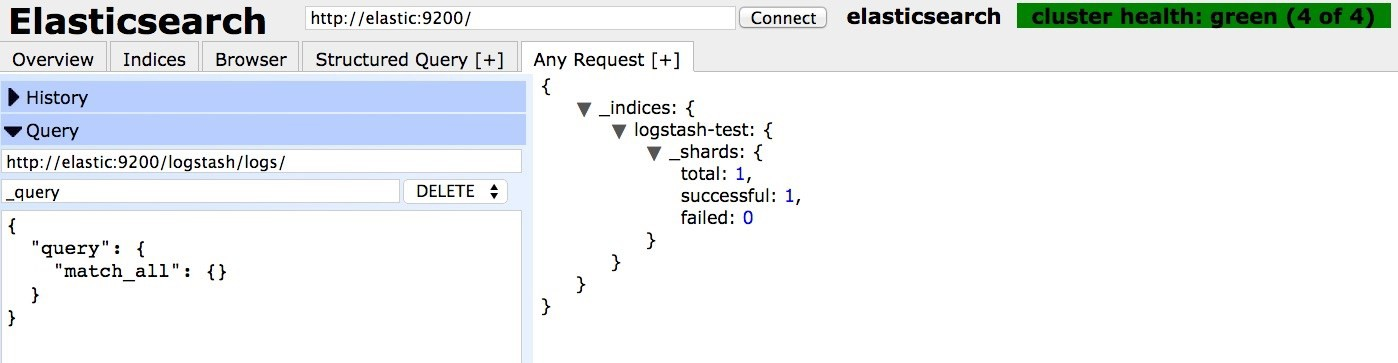 Elasticsearch http://elastic:9200/ Connect elasticsearch cluster health: green (4 of 4)
Overview Indices Browser Structured Query [+] Any Request [+]
History
Query
http://elastic:9200/logstash/logs/
_query DELETE
{
"query": {
"match_all": {}
}
}
{
_indices: {
logstash-test: {
_shards: {
total: 1,
successful: 1,
failed: 0
}
}
}
}